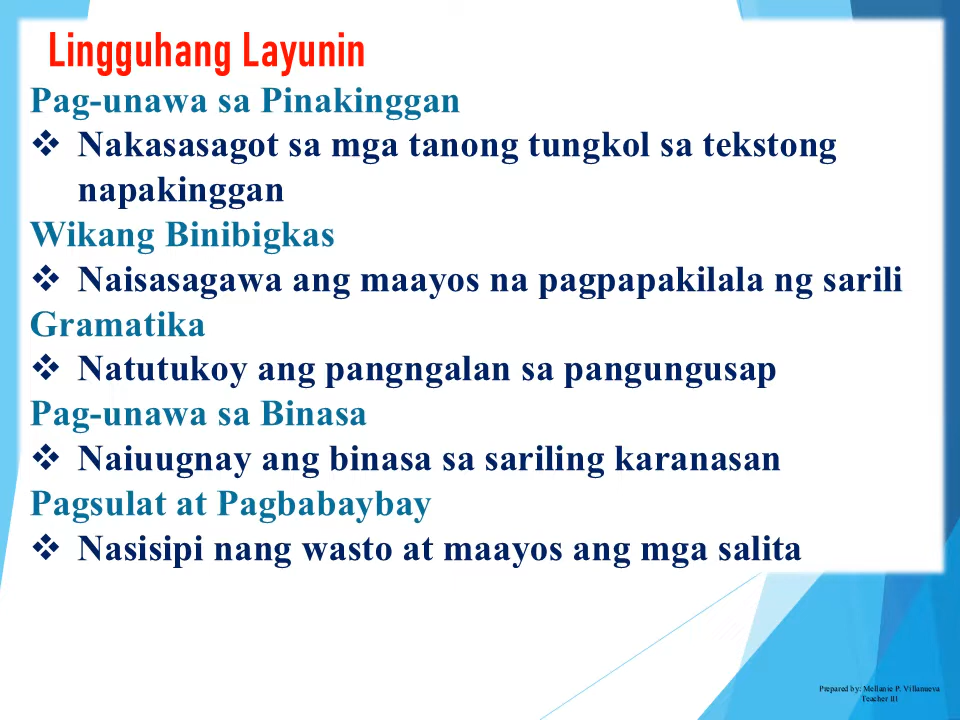 Lingguhang Layunin
Pag-unawa sa Pinakinggan
❖ Nakasasagot sa mga tanong tungkol sa tekstong
napakinggan
Wikang Binibigkas
❖ Naisasagawa ang maayos na pagpapakilala ng sarili
Gramatika
❖ Natutukoy ang pangngalan sa pangungusap
Pag-unawa sa Binasa
❖ Naiuugnay ang binasa sa sariling karanasan
Pagsulat at Pagbabaybay
❖ Nasisipi nang wasto at maayos ang mga salita
Prepared by: Mellanie P. Villanueva
Teacher III